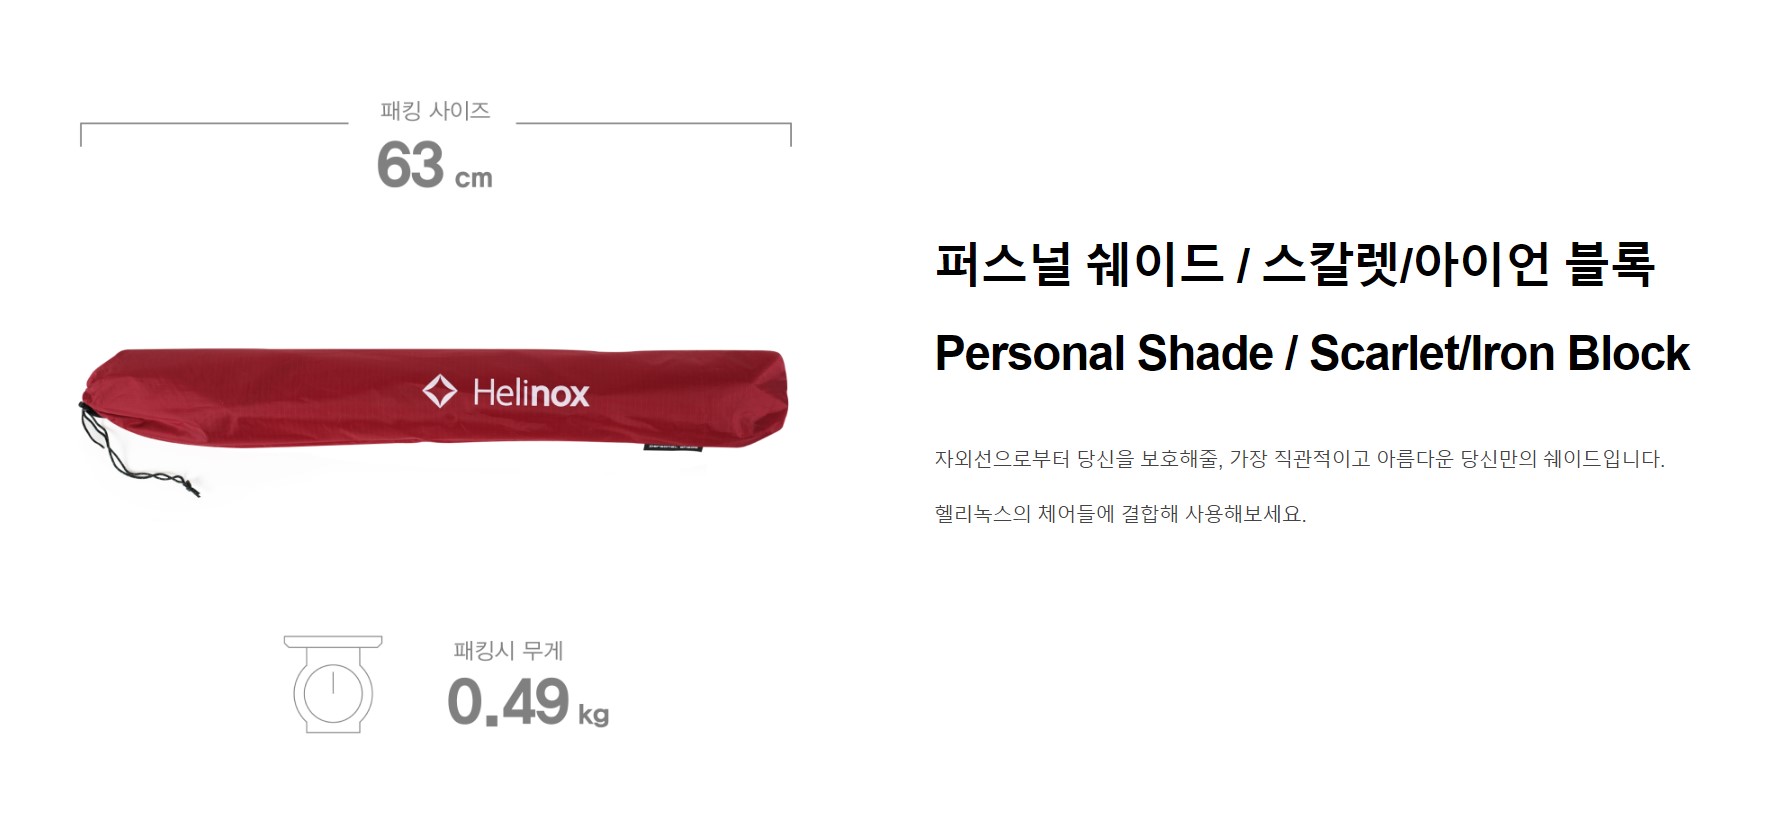 패킹 사이즈
63 cm
Helinox
패킹시 무게
0.49 kg
퍼스널 쉐이드 / 스칼렛/아이언 블록
Personal Shade / Scarlet/Iron Block
자외선으로부터 당신을 보호해줄, 가장 직관적이고 아름다운 당신만의 쉐이드입니다.
헬리녹스의 체어들에 결합해 사용해보세요.